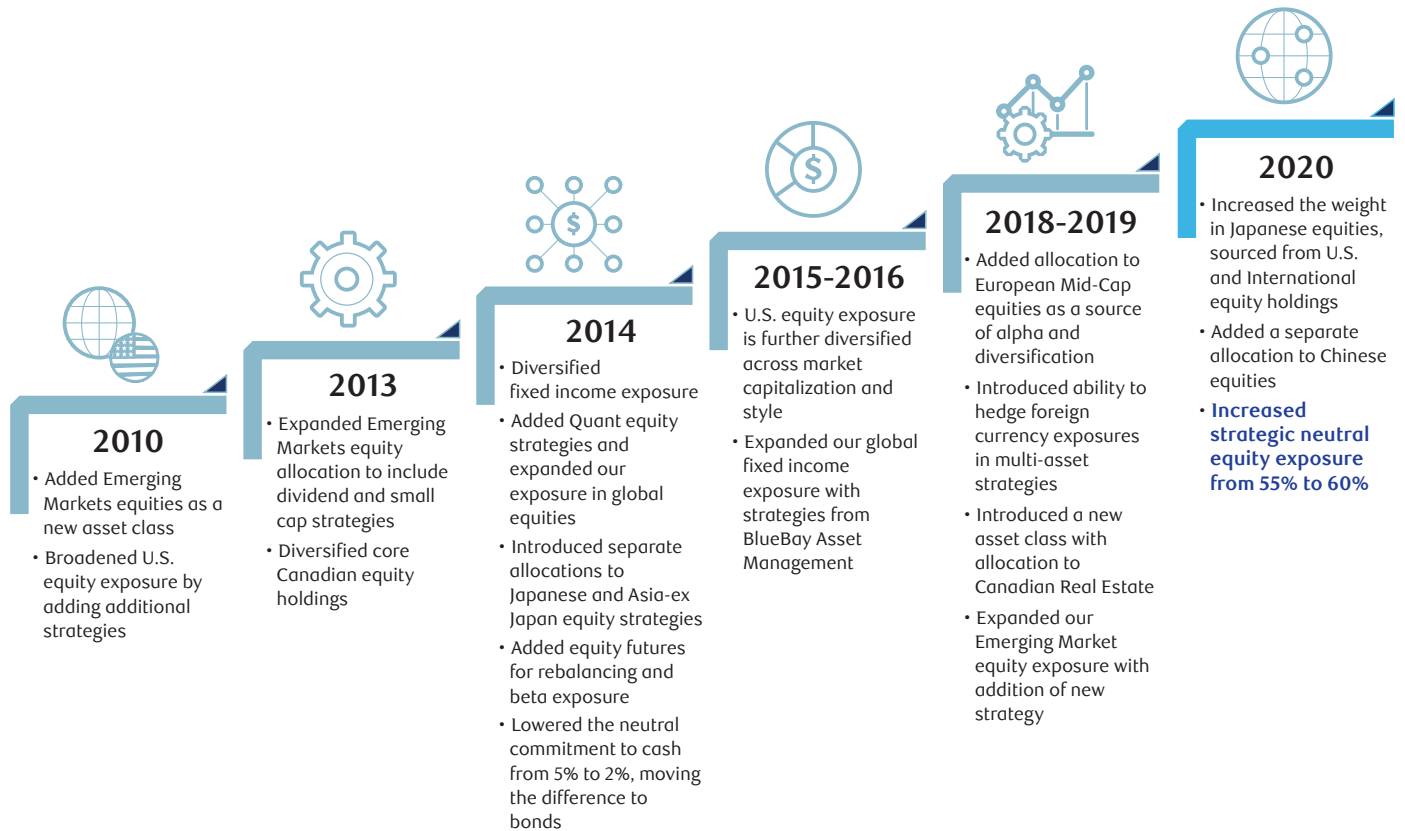 2010
• Added Emerging
Markets equities as a
new asset class
• Broadened U.S.
equity exposure by
adding additional
strategies
2013
• Expanded Emerging
Markets equity
allocation to include
dividend and small
cap strategies
• Diversified core
Canadian equity
holdings
2014
• Diversified
fixed income exposure
• Added Quant equity
strategies and
expanded our
exposure in global
equities
• Introduced separate
allocations to
Japanese and Asia-ex
Japan equity strategies
• Added equity futures
for rebalancing and
beta exposure
• Lowered the neutral
commitment to cash
from 5% to 2%, moving
the difference to
bonds
2015-2016
• U.S. equity exposure
is further diversified
across market
capitalization and
style
• Expanded our global
fixed income
exposure with
strategies from
BlueBay Asset
Management
2018-2019
• Added allocation to
European Mid-Cap
equities as a source
of alpha and
diversification
• Introduced ability to
hedge foreign
currency exposures
in multi-asset
strategies
• Introduced a new
asset class with
allocation to
Canadian Real Estate
• Expanded our
Emerging Market
equity exposure with
addition of new
strategy
2020
• Increased the weight
in Japanese equities,
sourced from U.S.
and International
equity holdings
• Added a separate
allocation to Chinese
equities
• Increased
strategic neutral
equity exposure
from 55% to 60%
$
$